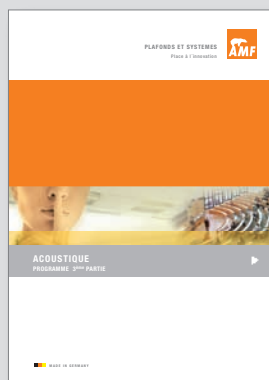 PLAFONDS ET SYSTEMES
Place à l'innovation
AMF
ACOUSTIQUE
PROGRAMME 2ème PARTIE
MADE IN GERMANY